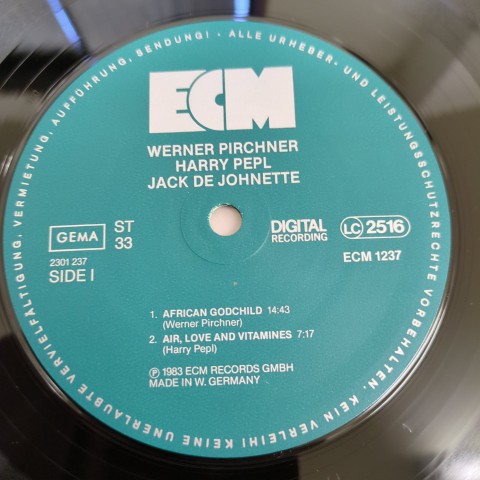 ECM
WERNER PIRCHNER
HARRY PEPL
JACK DE JOHNETTE
GEMA
ST
33
DIGITAL
RECORDING
LC 2516
2301 237
SIDE I
ECM 1237
1. AFRICAN GODCHILD 14:43
(Werner Pirchner)
2. AIR, LOVE AND VITAMINES 7:17
(Harry Pepl)
Ⓟ 1983 ECM RECORDS GMBH
MADE IN W. GERMANY
ALLE URHEBER- UND LEISTUNGSSCHUTZRECHTE VORBEHALTEN. KEIN VERLEIH! KEINE UNERLAUBTE VERVIELFÄLTIGUNG, VERMIETUNG, AUFFÜHRUNG, SENDUNG! -